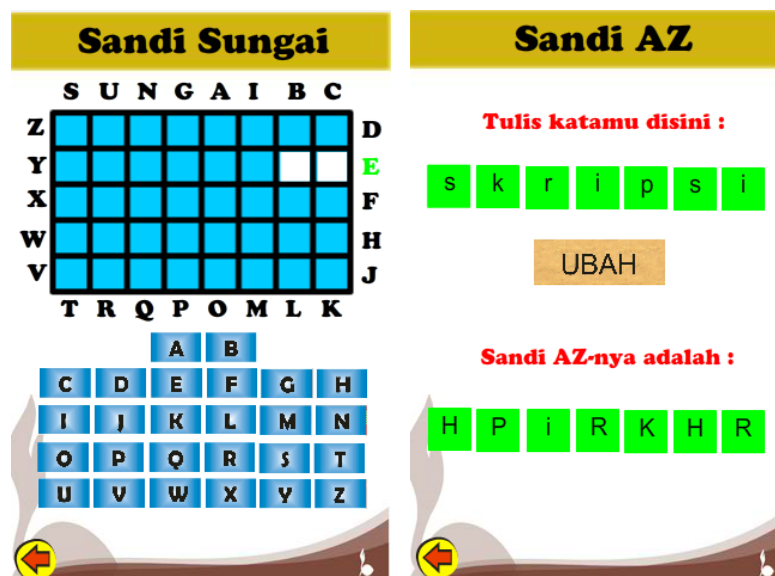 Sandi Sungai
S U N G A I B C
Z D
Y E
X F
W H
V J
T R Q P O M L K
A B
C D E F G H
I J K L M N
O P Q R S T
U V W X Y Z
Sandi AZ
Tulis katamu disini :
s k r i p s i
UBAH
Sandi AZ-nya adalah :
H P i R K H R